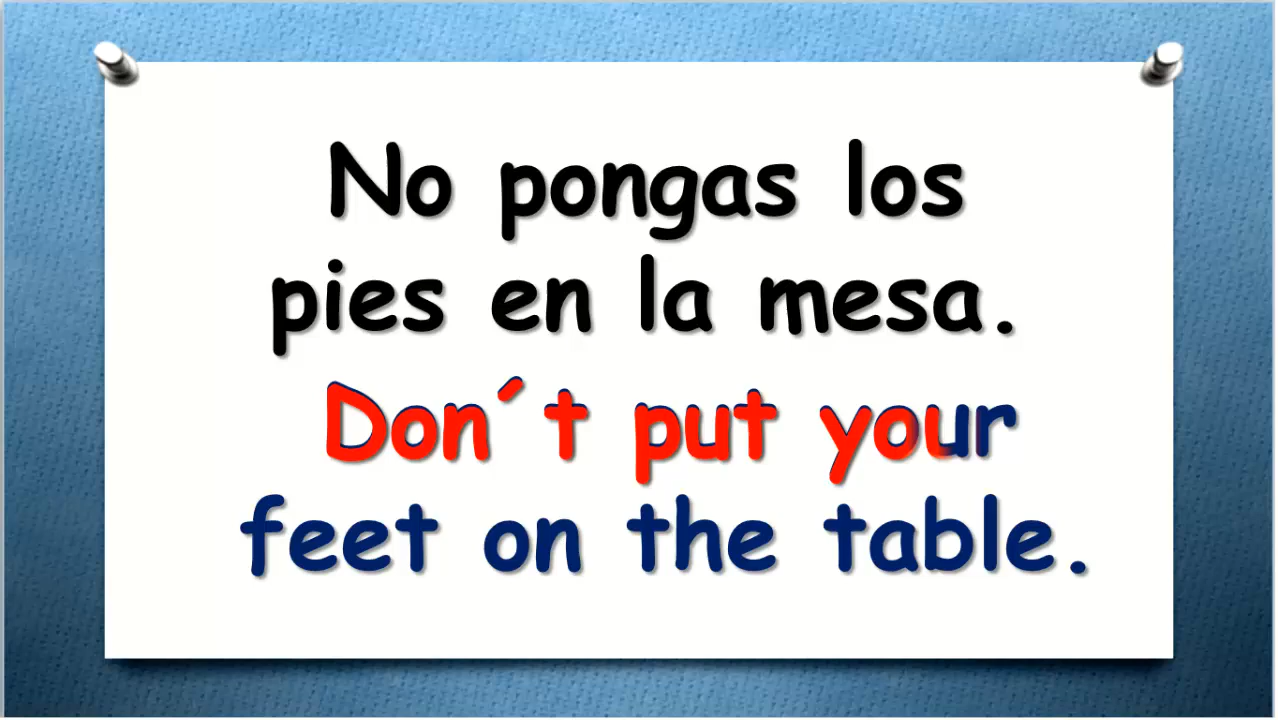 No pongas los
pies en la mesa.
Don´t put your
feet on the table.